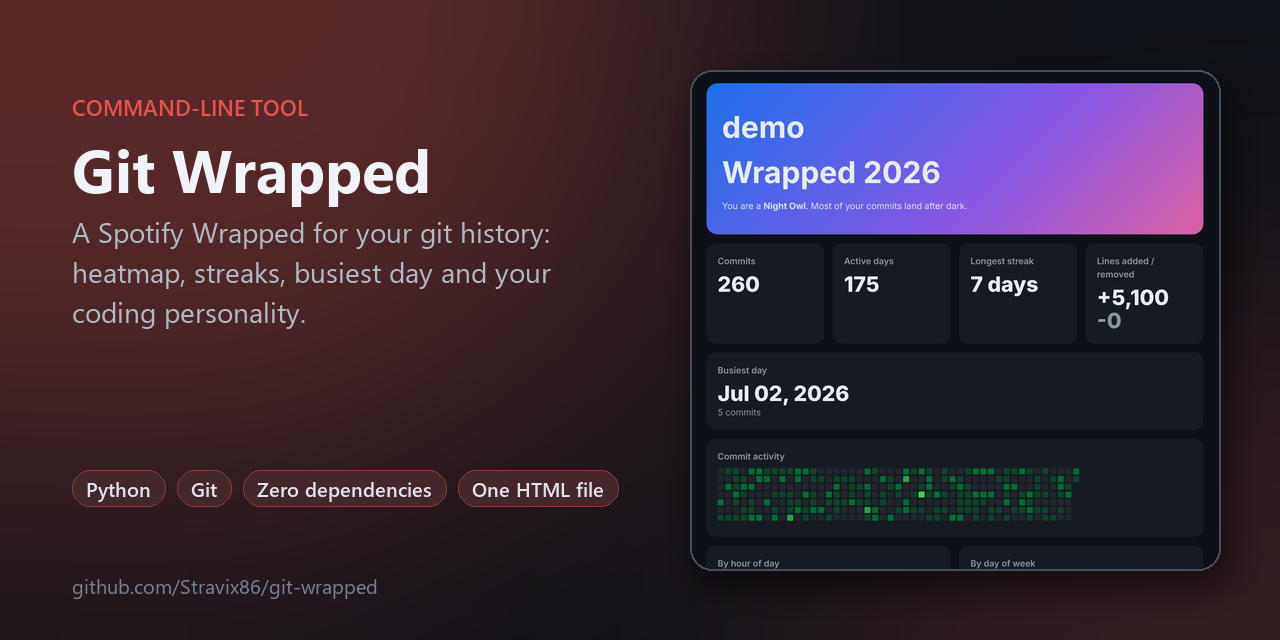 COMMAND-LINE TOOL
Git Wrapped
A Spotify Wrapped for your git history:
heatmap, streaks, busiest day and your
coding personality.
Python
Git
Zero dependencies
One HTML file
github.com/Stravix86/git-wrapped
demo
Wrapped 2026
You are a Night Owl. Most of your commits land after dark.
Commits
260
Active days
175
Longest streak
7 days
Lines added /
removed
+5,100
-0
Busiest day
Jul 02, 2026
5 commits
Commit activity
By hour of day
By day of week